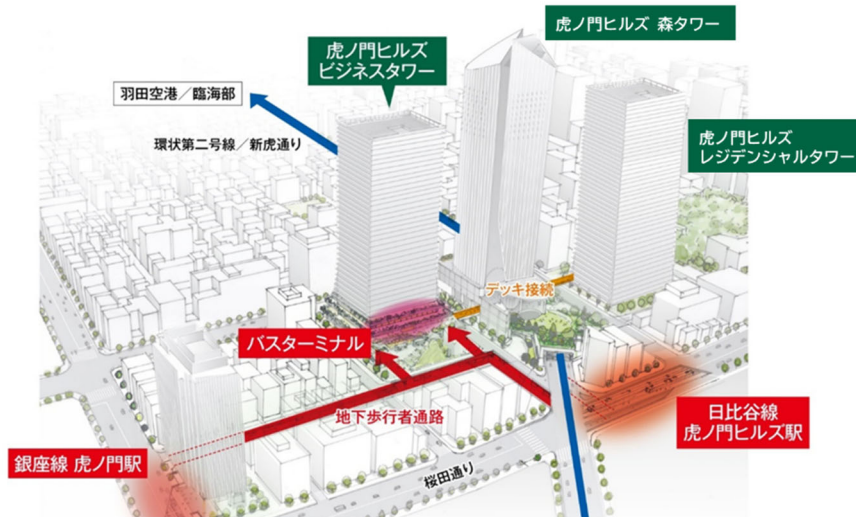 虎ノ門ヒルズ 森タワー
虎ノ門ヒルズ
ビジネスタワー
羽田空港／臨海部
環状第二号線／新虎通り
虎ノ門ヒルズ
レジデンシャルタワー
デッキ接続
バスターミナル
地下歩行者通路
日比谷線
虎ノ門ヒルズ駅
銀座線 虎ノ門駅
桜田通り